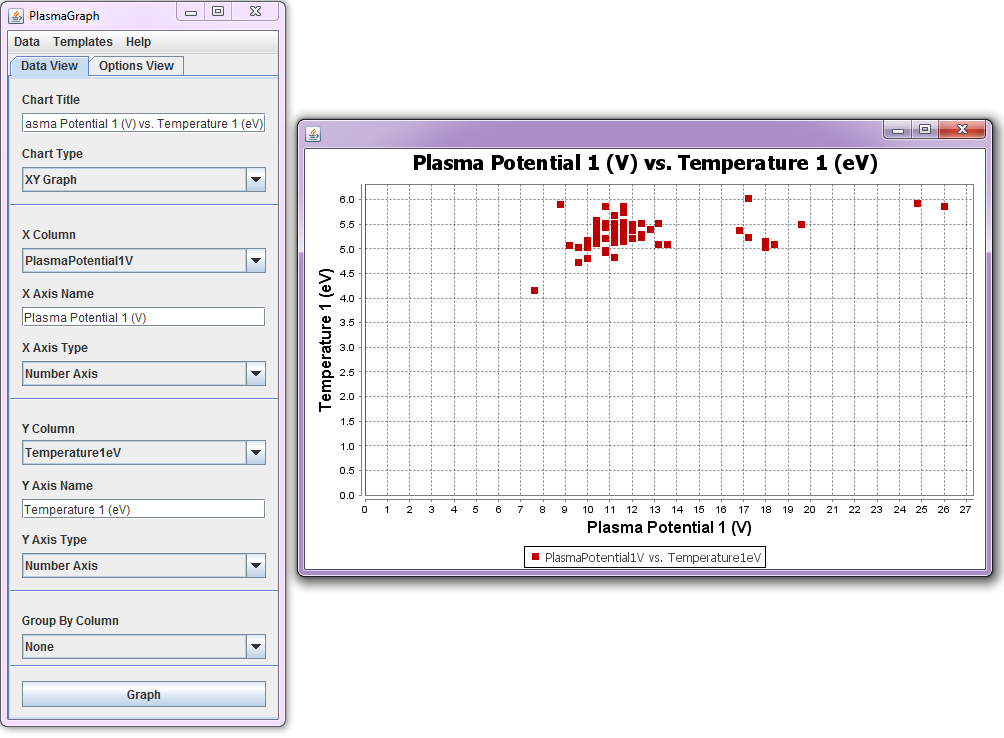 PlasmaGraph
Data Templates Help
Data View Options View
Chart Title
asma Potential 1 (V) vs. Temperature 1 (eV)
Chart Type
XY Graph
X Column
PlasmaPotential1V
X Axis Name
Plasma Potential 1 (V)
X Axis Type
Number Axis
Y Column
Temperature1eV
Y Axis Name
Temperature 1 (eV)
Y Axis Type
Number Axis
Group By Column
None
Graph
Plasma Potential 1 (V) vs. Temperature 1 (eV)
Temperature 1 (eV)
6.0
5.5
5.0
4.5
4.0
3.5
3.0
2.5
2.0
1.5
1.0
0.5
0.0
0 1 2 3 4 5 6 7 8 9 10 11 12 13 14 15 16 17 18 19 20 21 22 23 24 25 26 27
Plasma Potential 1 (V)
PlasmaPotential1V vs. Temperature1eV